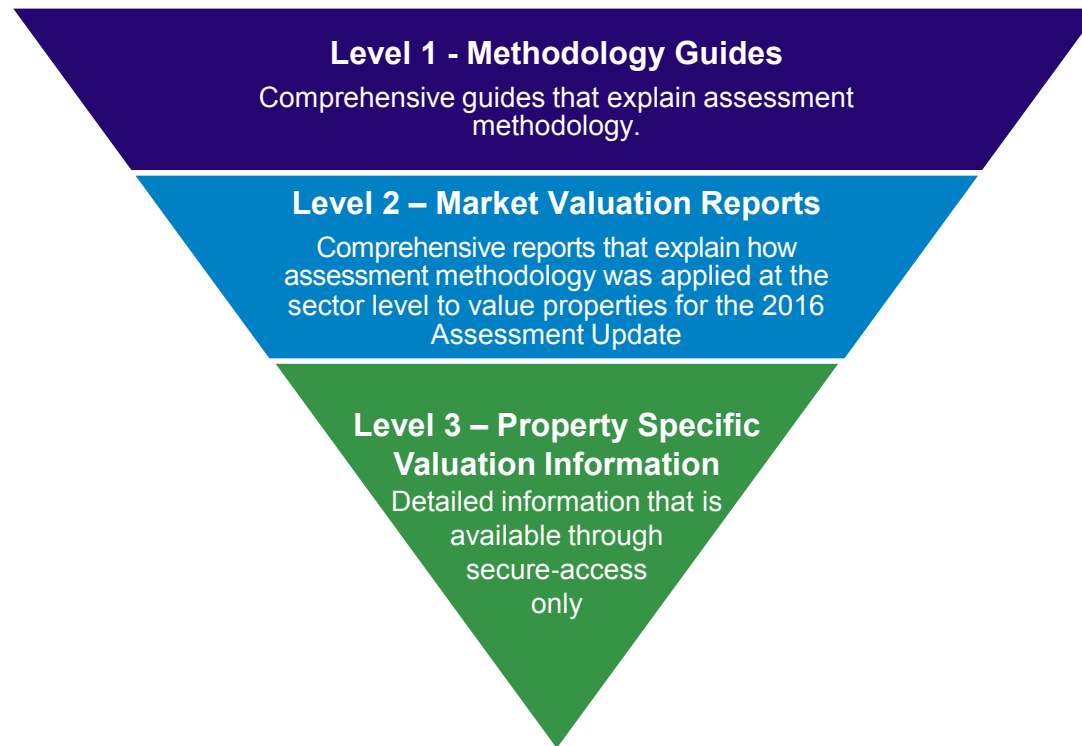 Level 1 - Methodology Guides
Comprehensive guides that explain assessment
methodology.
Level 2 – Market Valuation Reports
Comprehensive reports that explain how
assessment methodology was applied at the
sector level to value properties for the 2016
Assessment Update
Level 3 – Property Specific
Valuation Information
Detailed information that is
available through
secure-access
only